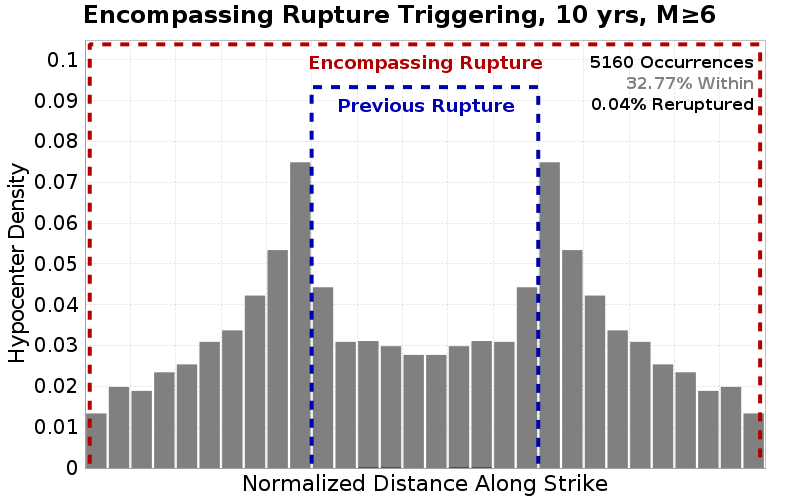 Encompassing Rupture Triggering, 10 yrs, M≥6
Encompassing Rupture
Previous Rupture
5160 Occurrences
32.77% Within
0.04% Reruptured
Hypocenter Density
0.1
0.09
0.08
0.07
0.06
0.05
0.04
0.03
0.02
0.01
0
Normalized Distance Along Strike